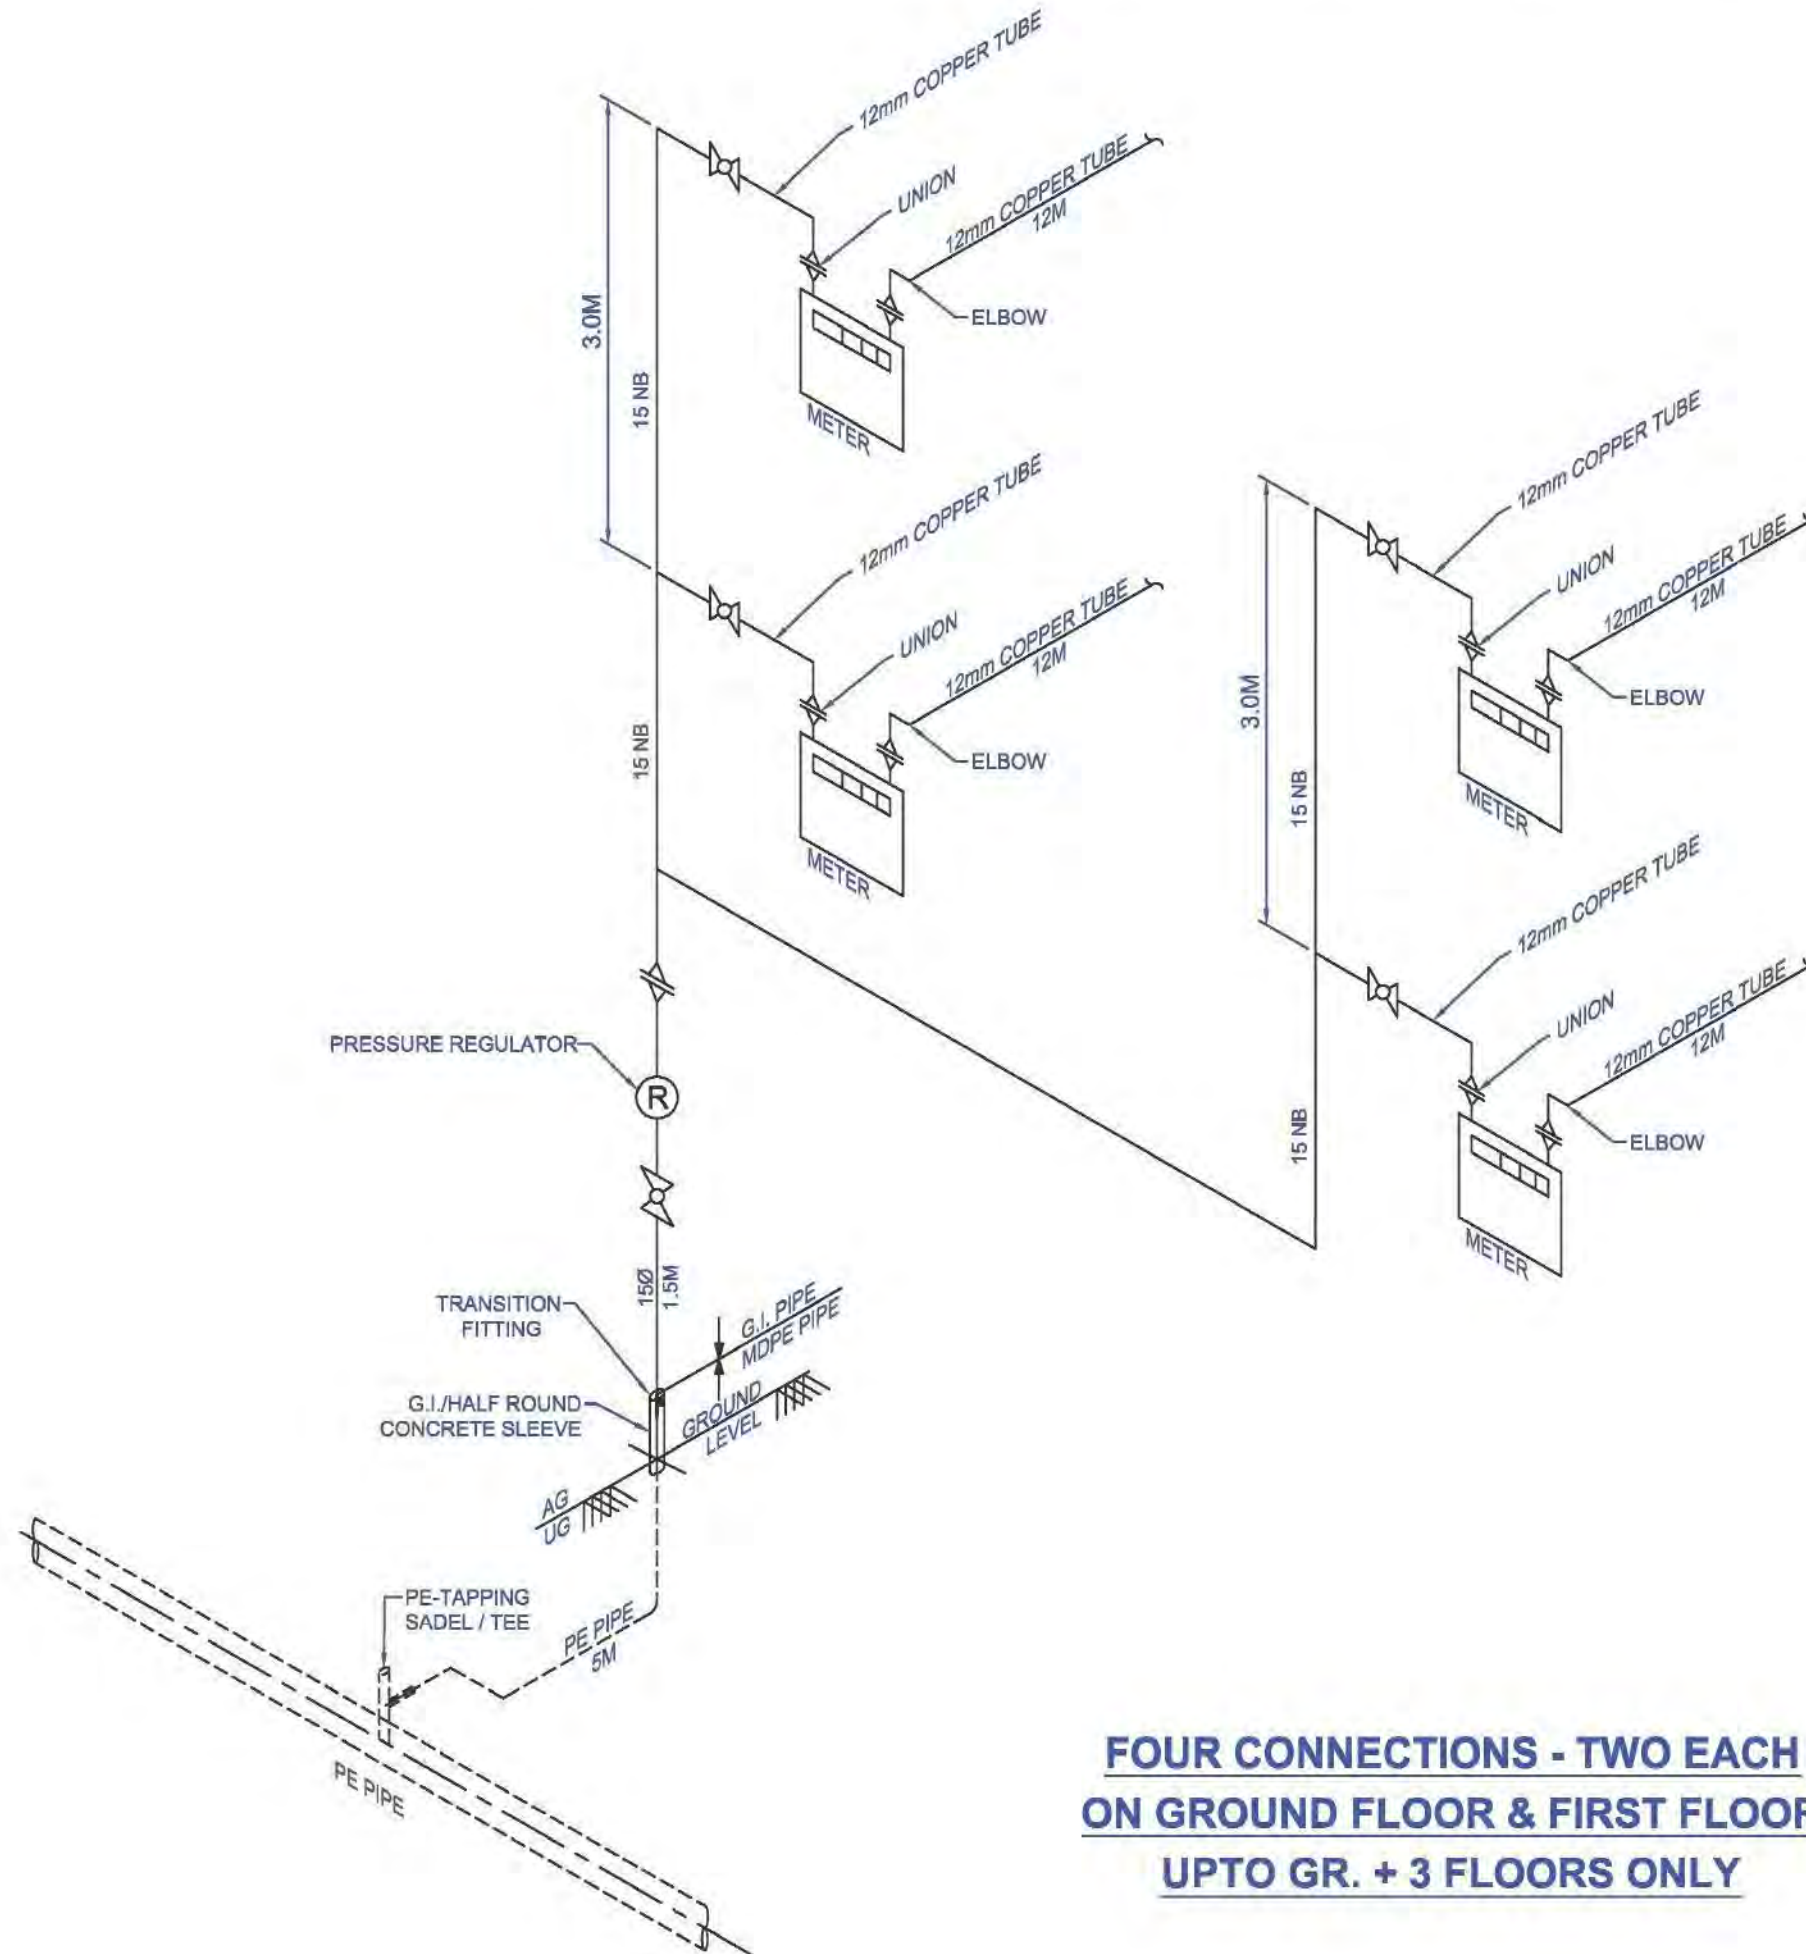 12mm COPPER TUBE
UNION
12mm COPPER TUBE
12M
ELBOW
3.0M
15 NB
METER
12mm COPPER TUBE
UNION
12mm COPPER TUBE
12M
ELBOW
15 NB
METER
12mm COPPER TUBE
UNION
12mm COPPER TUBE
12M
ELBOW
3.0M
15 NB
METER
12mm COPPER TUBE
UNION
12mm COPPER TUBE
12M
ELBOW
15 NB
METER
PRESSURE REGULATOR
R
15Ø
1.5M
TRANSITION
FITTING
G.I. PIPE
MDPE PIPE
G.I./HALF ROUND
CONCRETE SLEEVE
GROUND
LEVEL
AG
UG
PE-TAPPING
SADEL / TEE
PE PIPE
5M
PE PIPE
FOUR CONNECTIONS - TWO EACH
ON GROUND FLOOR & FIRST FLOOR
UPTO GR. + 3 FLOORS ONLY